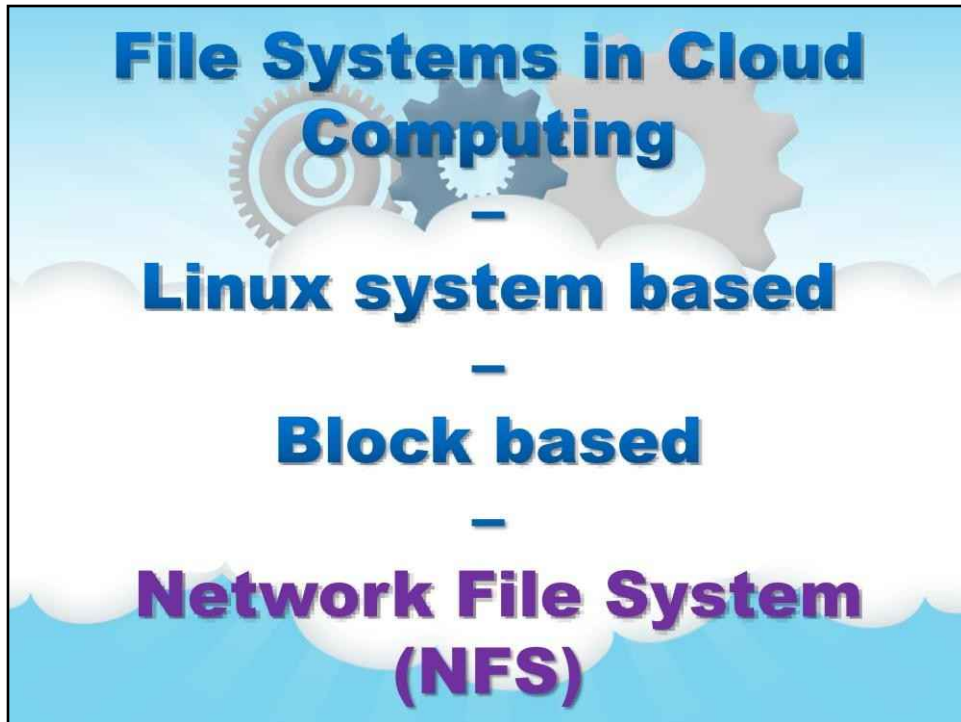 File Systems in Cloud
Computing
–
Linux system based
–
Block based
–
Network File System
(NFS)